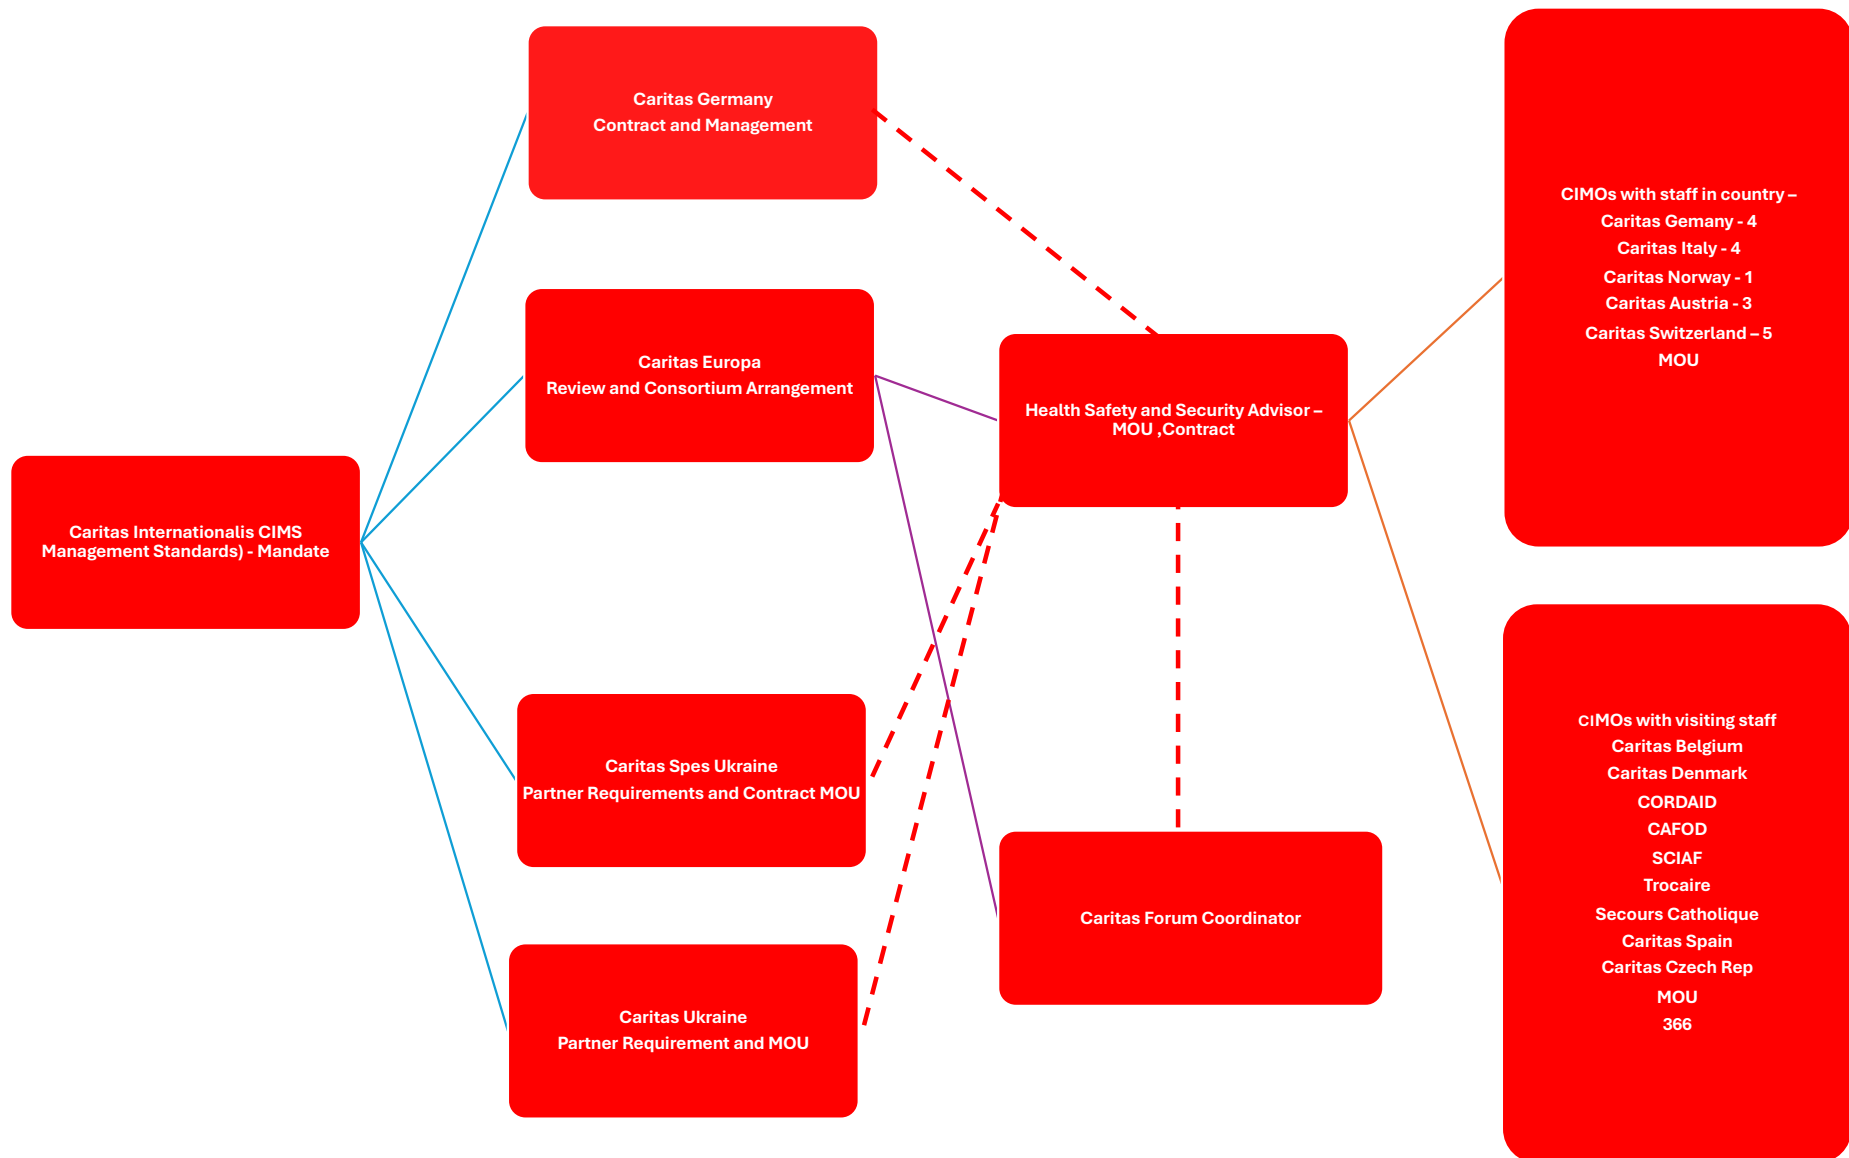 Caritas Germany
Contract and Management
Caritas Europa
Review and Consortium Arrangement
Caritas Internationalis CIMS
Management Standards) - Mandate
Caritas Spes Ukraine
Partner Requirements and Contract MOU
Caritas Ukraine
Partner Requirement and MOU
Health Safety and Security Advisor –
MOU ,Contract
Caritas Forum Coordinator
CIMOs with staff in country –
Caritas Gemany - 4
Caritas Italy - 4
Caritas Norway - 1
Caritas Austria - 3
Caritas Switzerland – 5
MOU
CIMOs with visiting staff
Caritas Belgium
Caritas Denmark
CORDAID
CAFOD
SCIAF
Trocaire
Secours Catholique
Caritas Spain
Caritas Czech Rep
MOU
366